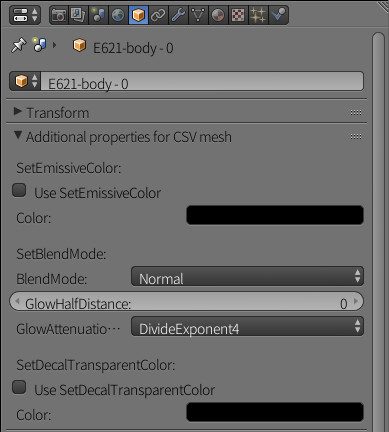 E621-body - 0
E621-body - 0
Transform
Additional properties for CSV mesh
SetEmissiveColor:
Use SetEmissiveColor
Color:
SetBlendMode:
BlendMode: Normal
GlowHalfDistance: 0
GlowAttenuatio··· DivideExponent4
SetDecalTransparentColor:
Use SetDecalTransparentColor
Color: